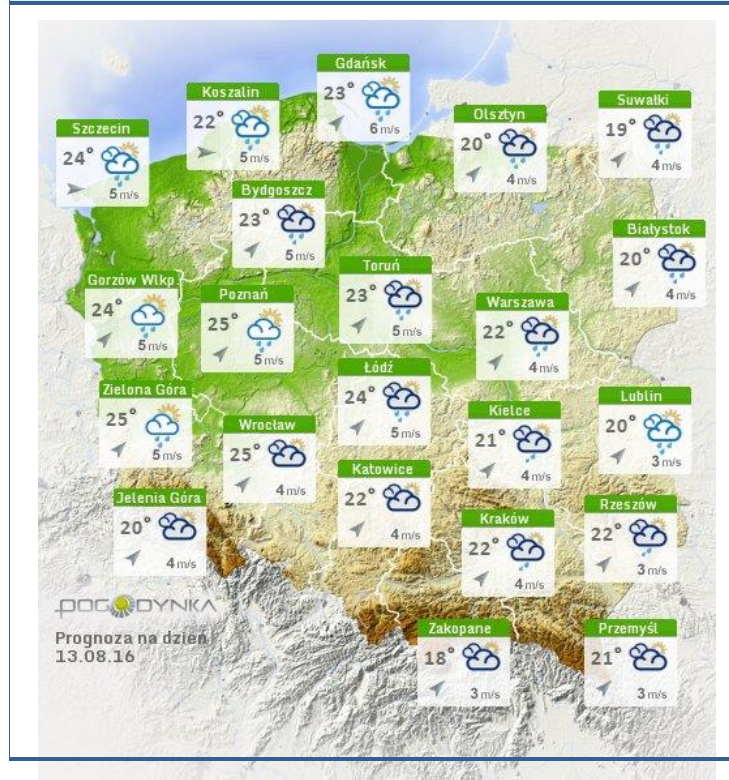 Gdańsk
23°
6 m/s
Koszalin
22°
5 m/s
Suwałki
19°
4 m/s
Olsztyn
20°
4 m/s
Szczecin
24°
5 m/s
Bydgoszcz
23°
5 m/s
Białystok
20°
4 m/s
Toruń
23°
5 m/s
Gorzów Wlkp
24°
5 m/s
Poznań
25°
5 m/s
Warszawa
22°
4 m/s
Łódź
24°
5 m/s
Zielona Góra
25°
5 m/s
Lublin
20°
3 m/s
Kielce
21°
4 m/s
Wrocław
25°
4 m/s
Katowice
22°
4 m/s
Jelenia Góra
20°
4 m/s
Rzeszów
22°
3 m/s
Kraków
22°
4 m/s
POGODYNKA
Prognoza na dzień
13.08.16
Zakopane
18°
3 m/s
Przemyśl
21°
3 m/s